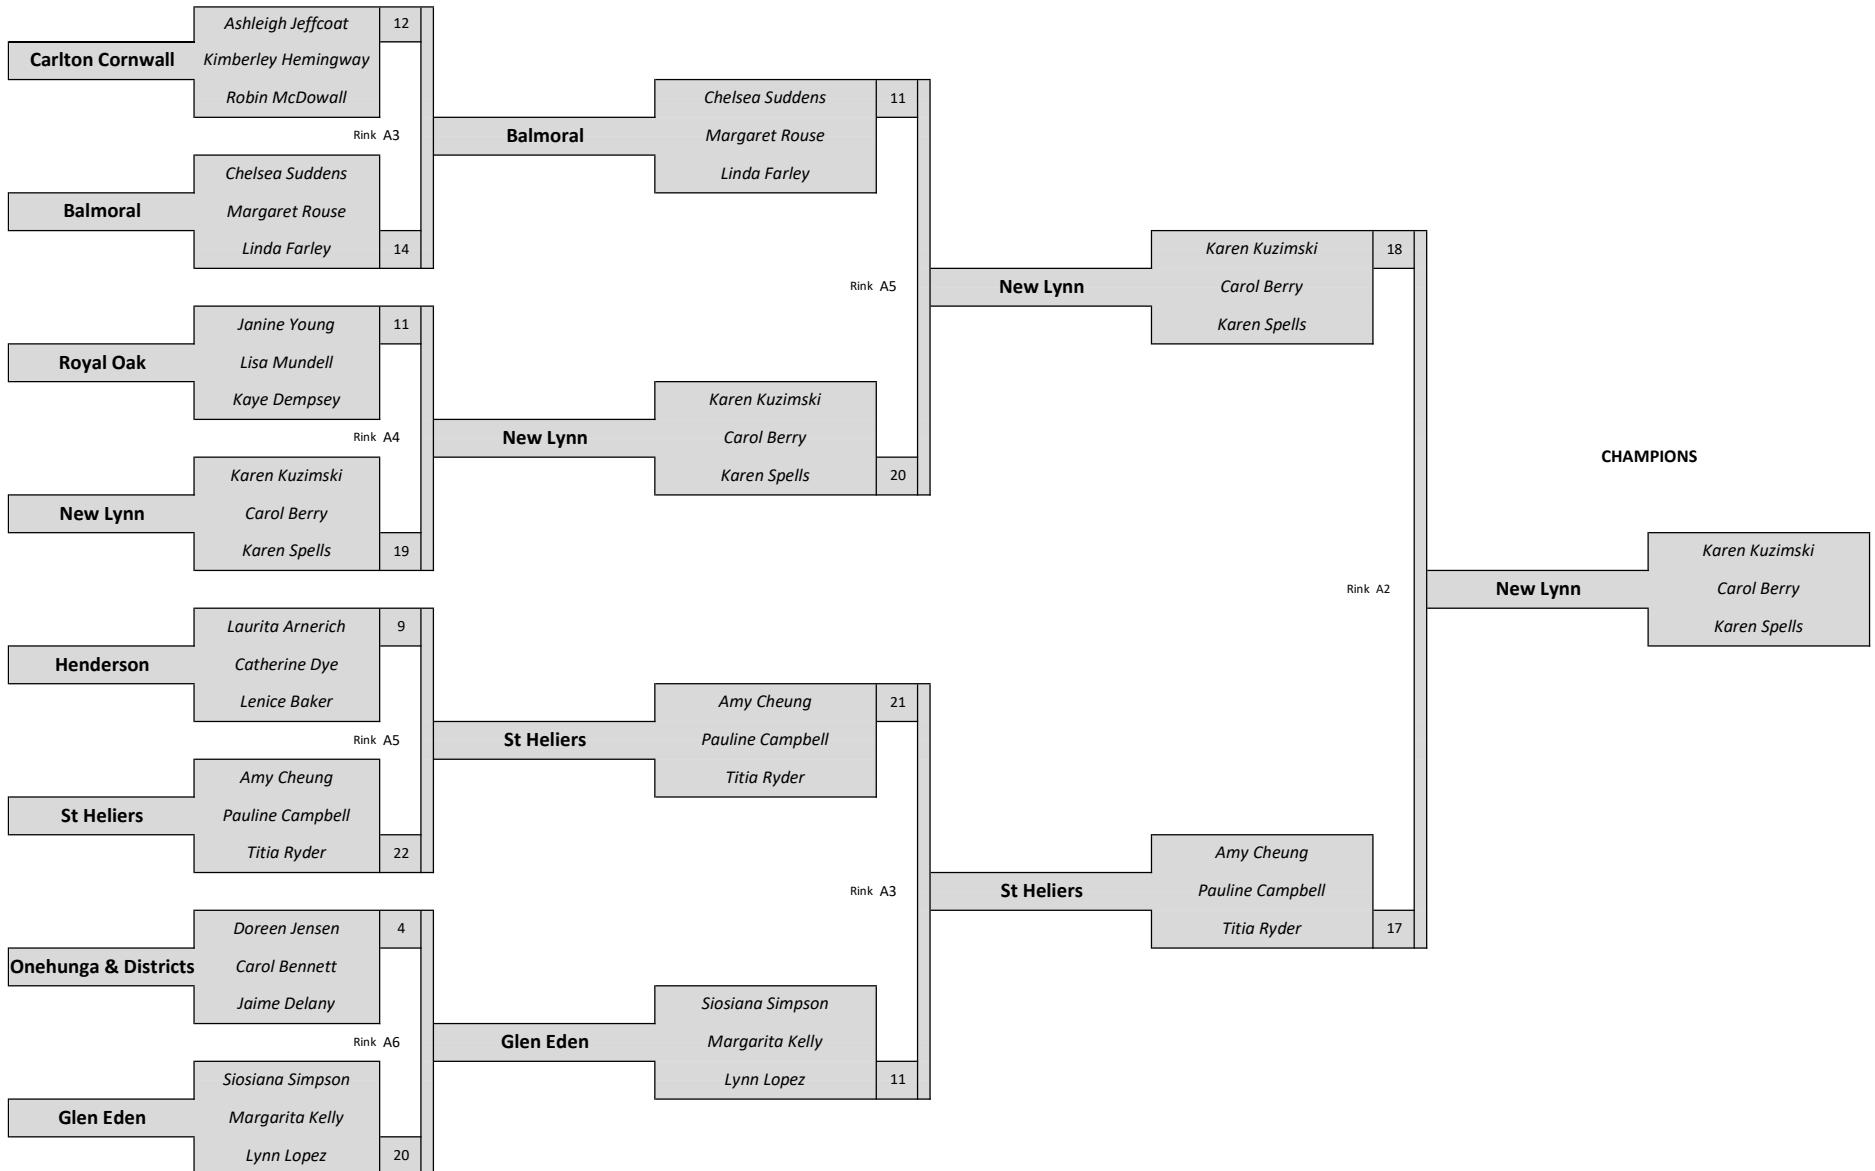 Ashleigh Jeffcoat 12
Carlton Cornwall Kimberley Hemingway
Robin McDowall Chelsea Suddens 11
Rink A3 Balmoral Margaret Rouse
Chelsea Suddens Linda Farley
Balmoral Margaret Rouse
Linda Farley 14 Karen Kuzimski 18
Rink A5 New Lynn Carol Berry
Janine Young 11 Karen Spells
Royal Oak Lisa Mundell
Kaye Dempsey Karen Kuzimski
Rink A4 New Lynn Carol Berry
CHAMPIONS
Karen Kuzimski Karen Spells 20
New Lynn Carol Berry
Karen Spells 19 Karen Kuzimski
Rink A2 New Lynn Carol Berry
Laurita Arnerich 9 Karen Spells
Henderson Catherine Dye
Lenice Baker Amy Cheung 21
Rink A5 St Heliers Pauline Campbell
Amy Cheung Titia Ryder
St Heliers Pauline Campbell
Titia Ryder 22 Amy Cheung
Rink A3 St Heliers Pauline Campbell
Doreen Jensen 4 Titia Ryder 17
Onehunga & Districts Carol Bennett
Jaime Delany Siosiana Simpson
Rink A6 Glen Eden Margarita Kelly
Siosiana Simpson Lynn Lopez 11
Glen Eden Margarita Kelly
Lynn Lopez 20